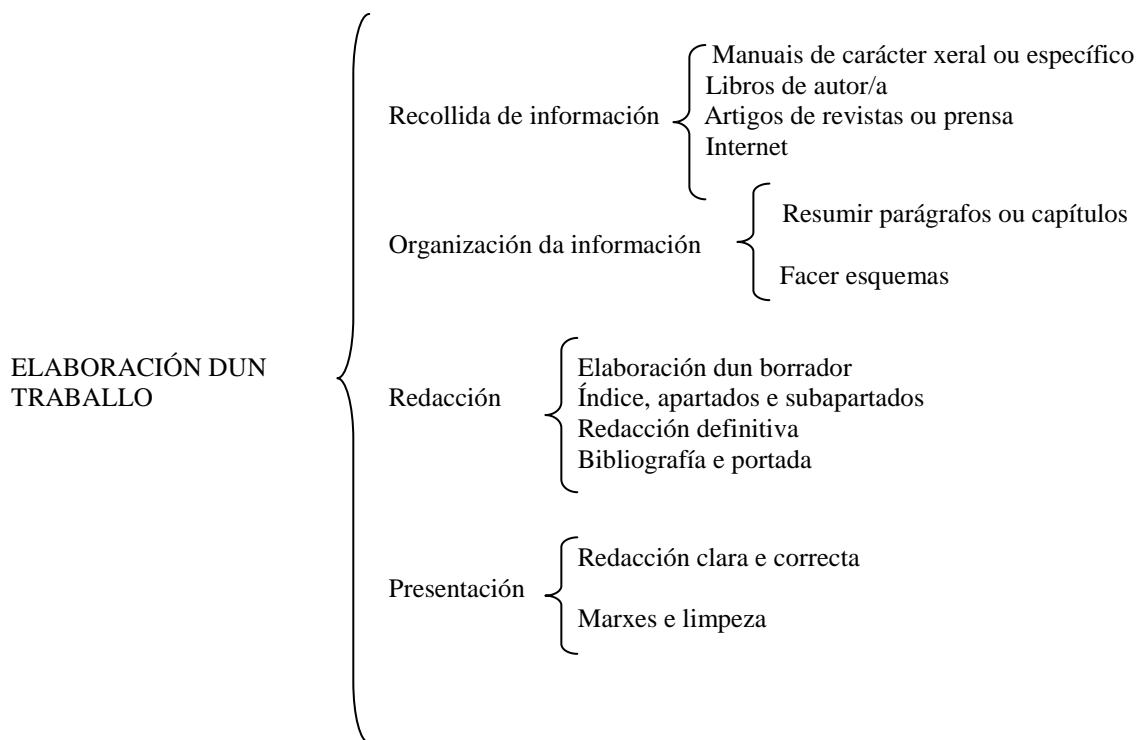 Manuais de carácter xeral ou específico
Libros de autor/a
Recollida de información
Artigos de revistas ou prensa
Internet
Resumir parágrafos ou capítulos
Organización da información
Facer esquemas
ELABORACIÓN DUN
TRABALLO
Elaboración dun borrador
Redacción
Índice, apartados e subapartados
Redacción definitiva
Bibliografía e portada
Redacción clara e correcta
Presentación
Marxes e limpeza